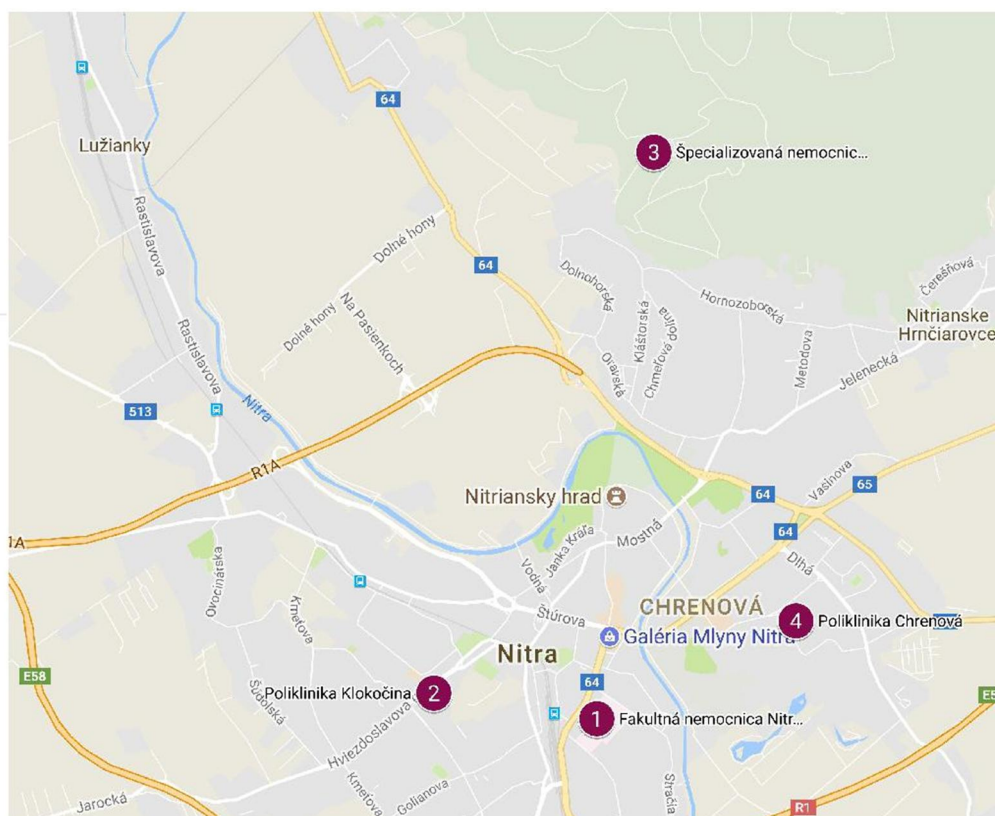 64
Lužianky
3 Špecializovaná nemocnic...
Rastislavova
Dolné hony
64
Dolnohorská
Čerešňová
Na Pasienkoch
Kláštorská
Hornozoborská
Chmeľová dolina
Nitrianske
Hrnčiarovce
Dolné hony
Rastislavova
Oravská
Metodova
Jelenecká
Nitra
513
R1A
Vašinova
65
Nitriansky hrad
64
Mostná
64
1A
Janka Kráľa
Dlhá
Vodná
Ovocinárska
Kmeťova
Štúrova
CHRENOVÁ
4 Poliklinika Chrenová
Galéria Mlyny Nitra
Nitra
E58
64
Poliklinika Klokočina 2
Šúdolská
1 Fakultná nemocnica Nitr...
Hviezdoslavova
Kmeťova
Golianova
Jarocká
R1